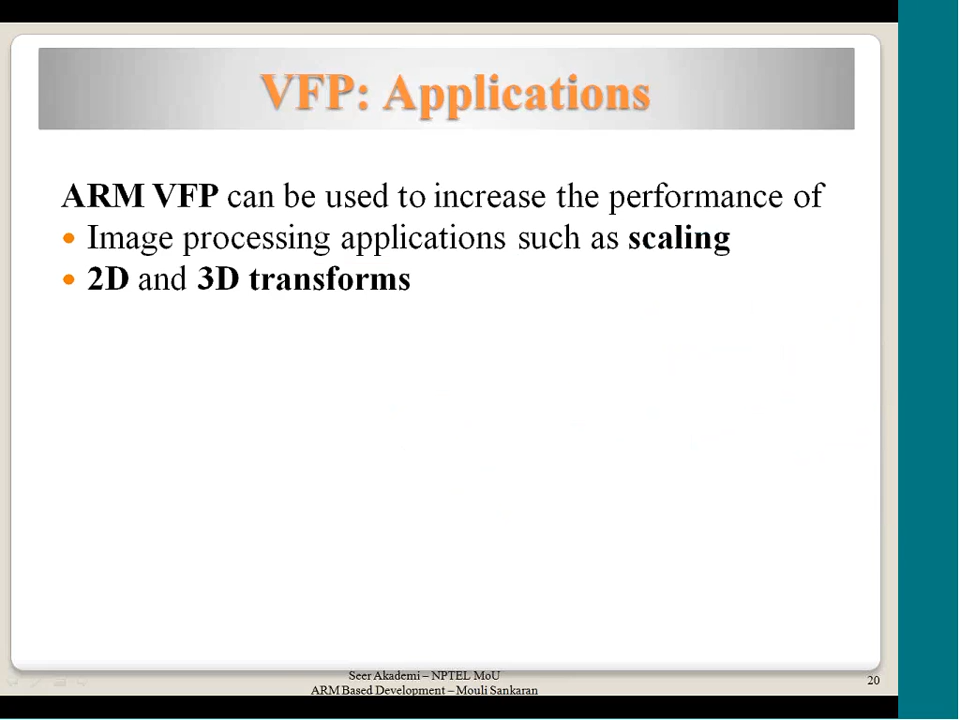 VFP: Applications
ARM VFP can be used to increase the performance of
• Image processing applications such as scaling
• 2D and 3D transforms
Seer Akademi – NPTEL MoU
ARM Based Development – Mouli Sankaran
20